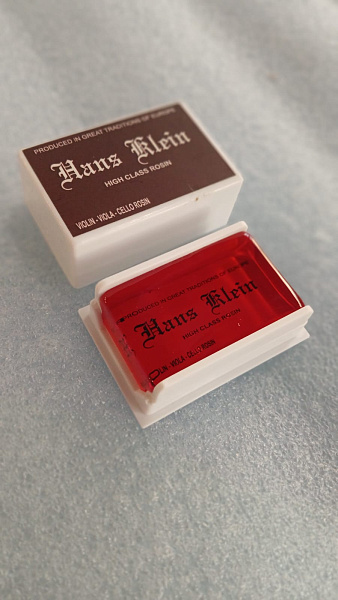 PRODUCED IN GREAT TRADITIONS OF EUROPE
Hans Klein
HIGH CLASS ROSIN
VIOLIN - VIOLA - CELLO ROSIN
PRODUCED IN GREAT TRADITIONS OF EUROPE
Hans Klein
HIGH CLASS ROSIN
VIOLIN - VIOLA - CELLO ROSIN